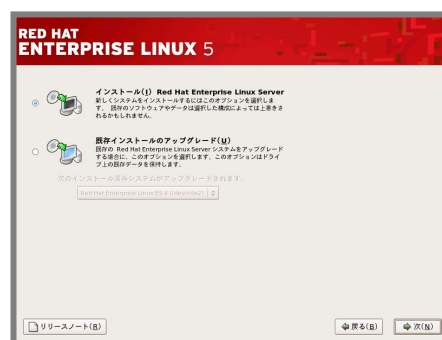 RED HAT
ENTERPRISE LINUX 5
インストール(I) Red Hat Enterprise Linux Server
新しくシステムをインストールするにはこのオプションを選択しま
す。 既存のソフトウェアやデータは選択した構成によっては上書きさ
れるかもしれません。
既存インストールのアップグレード(U)
既存の Red Hat Enterprise Linux Server システムをアップグレード
する場合に、このオプションを選択します。このオプションはドライ
ブ上の既存データを保持します。
次のインストール済みシステムがアップグレードされます。
Red Hat Enterprise Linux ES 4 (/dev/sda2)
リリースノート(R)
戻る(B)
次(N)